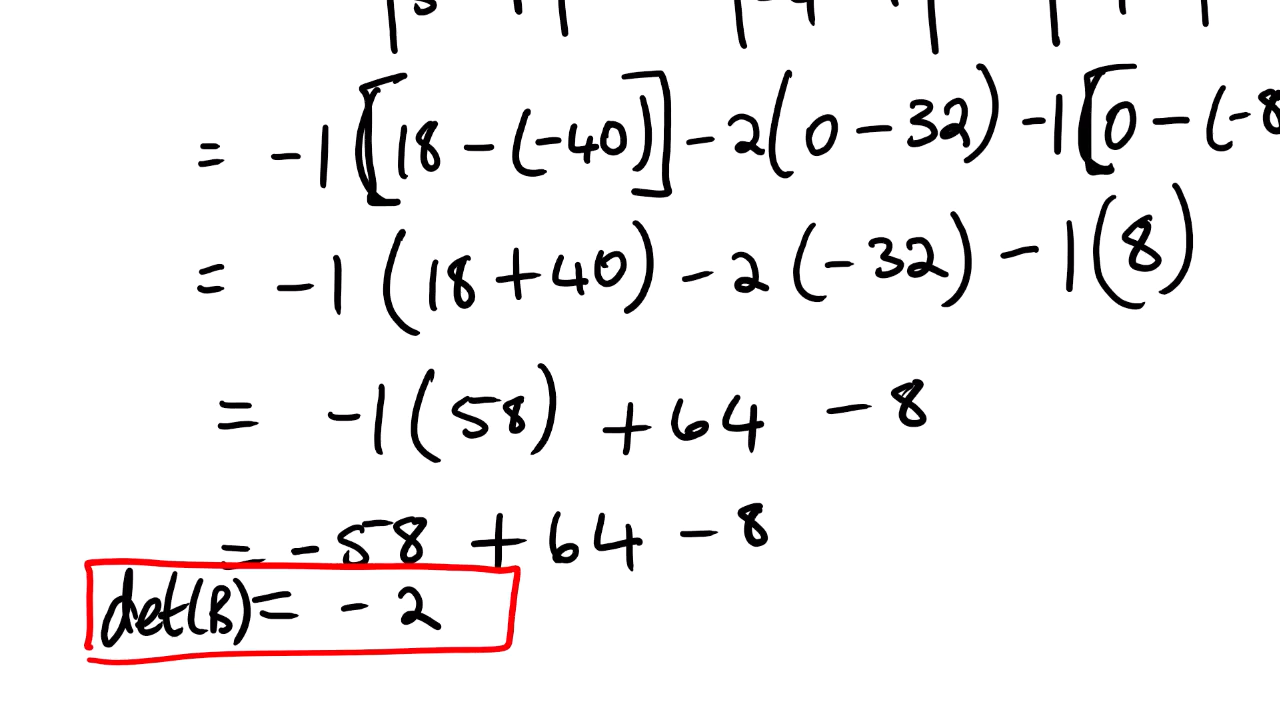 = -1 [18 - (-40)] - 2(0 - 32) - 1[0 - (-8
= -1 (18 + 40) - 2 (-32) - 1(8)
= -1(58) + 64 - 8
= -58 + 64 - 8
det(B) = -2